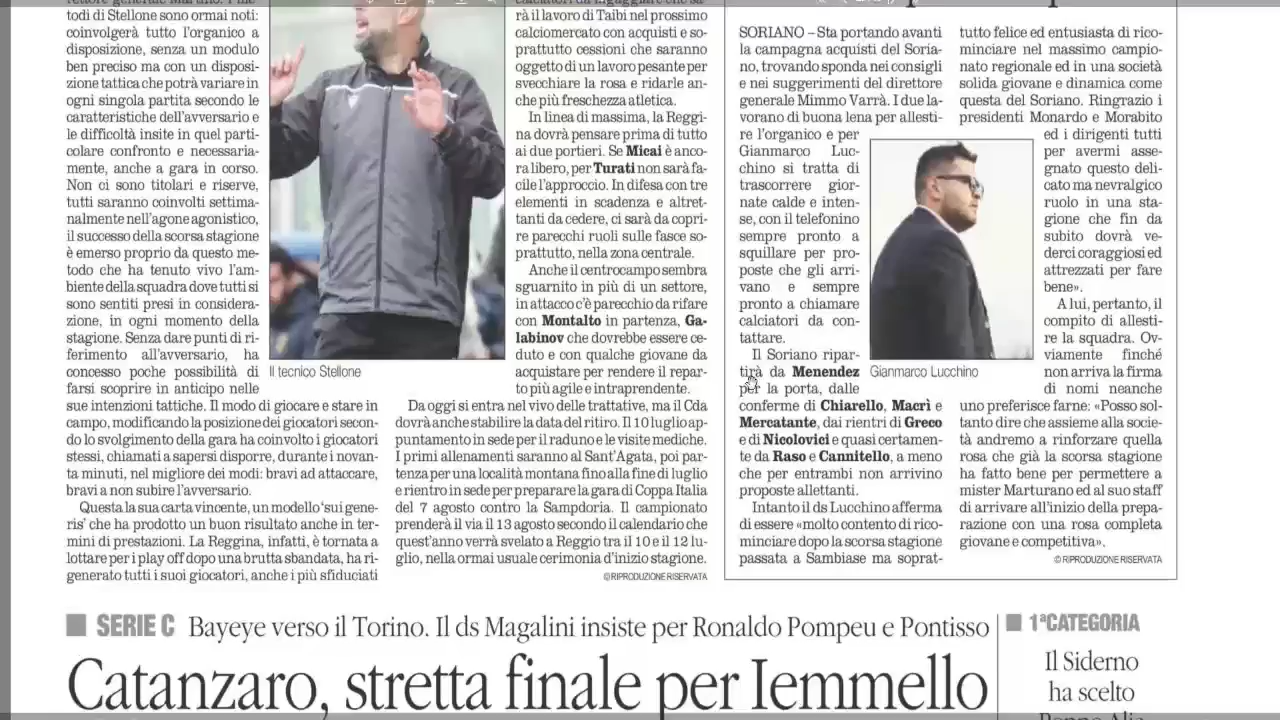 todi di Stellone sono ormai noti:
coinvolgerà tutto l'organico a
disposizione, senza un modulo
ben preciso ma con un disposi-
zione tattica che potrà variare in
ogni singola partita secondo le
caratteristiche dell'avversario e
le difficoltà insite in quel parti-
colare confronto e necessaria-
mente, anche a gara in corso.
Non ci sono titolari e riserve,
tutti saranno coinvolti settima-
nalmente nell'agone agonistico,
il successo della scorsa stagione
è emerso proprio da questo me-
todo che ha tenuto vivo l'am-
biente della squadra dove tutti si
sono sentiti presi in considera-
zione, in ogni momento della
stagione. Senza dare punti di ri-
ferimento all'avversario, ha
concesso poche possibilità di
farsi scoprire in anticipo nelle
sue intenzioni tattiche. Il modo di giocare e stare in
campo, modificando la posizione dei giocatori secon-
do lo svolgimento della gara ha coinvolto i giocatori
stessi, chiamati a sapersi disporre, durante i novan-
ta minuti, nel migliore dei modi: bravi ad attaccare,
bravi a non subire l'avversario.
Questa la sua carta vincente, un modello 'sui gene-
ris' che ha prodotto un buon risultato anche in ter-
mini di prestazioni. La Reggina, infatti, è tornata a
lottare per i play off dopo una brutta sbandata, ha ri-
generato tutti i suoi giocatori, anche i più sfiduciati
Il tecnico Stellone
rà il lavoro di Taibi nel prossimo
calciomercato con acquisti e so-
prattutto cessioni che saranno
oggetto di un lavoro pesante per
svecchiare la rosa e ridarle an-
che più freschezza atletica.
In linea di massima, la Reggi-
na dovrà pensare prima di tutto
ai due portieri. Se Micai è anco-
ra libero, per Turati non sarà fa-
cile l'approccio. In difesa con tre
elementi in scadenza e altret-
tanti da cedere, ci sarà da copri-
re parecchi ruoli sulle fasce so-
prattutto, nella zona centrale.
Anche il centrocampo sembra
sguarnito in più di un settore,
in attacco c'è parecchio da rifare
con Montalto in partenza, Ga-
labinov che dovrebbe essere ce-
duto e con qualche giovane da
acquistare per rendere il repar-
to più agile e intraprendente.
Da oggi si entra nel vivo delle trattative, ma il Cda
dovrà anche stabilire la data del ritiro. Il 10 luglio ap-
puntamento in sede per il raduno e le visite mediche.
I primi allenamenti saranno al Sant'Agata, poi par-
tenza per una località montana fino alla fine di luglio
e rientro in sede per preparare la gara di Coppa Italia
del 7 agosto contro la Sampdoria. Il campionato
prenderà il via il 13 agosto secondo il calendario che
quest'anno verrà svelato a Reggio tra il 10 e il 12 lu-
glio, nella ormai usuale cerimonia d'inizio stagione.
©RIPRODUZIONE RISERVATA
SORIANO – Sta portando avanti
la campagna acquisti del Soria-
no, trovando sponda nei consigli
e nei suggerimenti del direttore
generale Mimmo Varrà. I due la-
vorano di buona lena per allesti-
re l'organico e per
Gianmarco Luc-
chino si tratta di
trascorrere gior-
nate calde e inten-
se, con il telefonino
sempre pronto a
squillare per pro-
poste che gli arri-
vano e sempre
pronto a chiamare
calciatori da con-
tattare.
Il Soriano ripar-
tirà da Menendez
per la porta, dalle
conferme di Chiarello, Macrì e
Mercatante, dai rientri di Greco
e di Nicolovici e quasi certamen-
te da Raso e Cannitello, a meno
che per entrambi non arrivino
proposte allettanti.
Intanto il ds Lucchino afferma
di essere «molto contento di rico-
minciare dopo la scorsa stagione
passata a Sambiase ma soprat-
Gianmarco Lucchino
tutto felice ed entusiasta di rico-
minciare nel massimo campio-
nato regionale ed in una società
solida giovane e dinamica come
questa del Soriano. Ringrazio i
presidenti Monardo e Morabito
ed i dirigenti tutti
per avermi asse-
gnato questo deli-
cato ma nevralgico
ruolo in una sta-
gione che fin da
subito dovrà ve-
derci coraggiosi ed
attrezzati per fare
bene».
A lui, pertanto, il
compito di allesti-
re la squadra. Ov-
viamente finché
non arriva la firma
di nomi neanche
uno preferisce farne: «Posso sol-
tanto dire che assieme alla socie-
tà andremo a rinforzare quella
rosa che già la scorsa stagione
ha fatto bene per permettere a
mister Marturano ed al suo staff
di arrivare all'inizio della prepa-
razione con una rosa completa
giovane e competitiva».
©RIPRODUZIONE RISERVATA
SERIE C Bayeye verso il Torino. Il ds Magalini insiste per Ronaldo Pompeu e Pontisso
Catanzaro, stretta finale per Iemmello
1ªCATEGORIA
Il Siderno
ha scelto